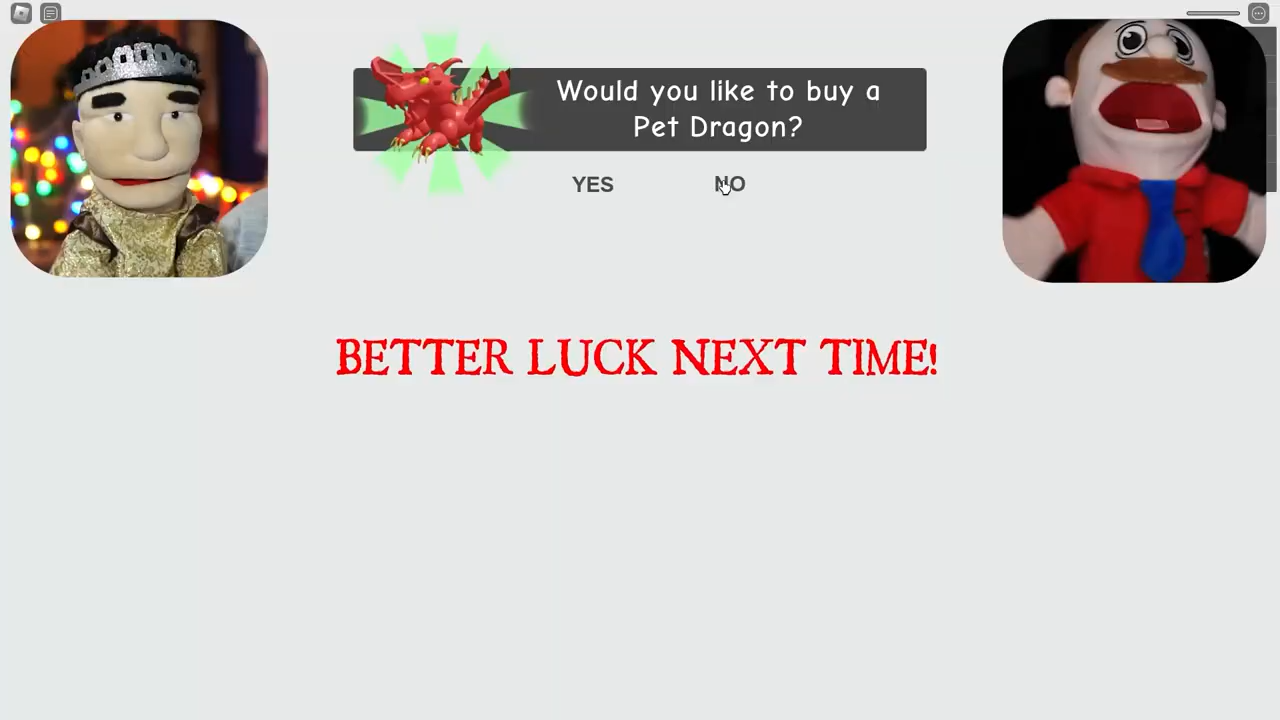 Would you like to buy a
Pet Dragon?
YES
NO
BETTER LUCK NEXT TIME!